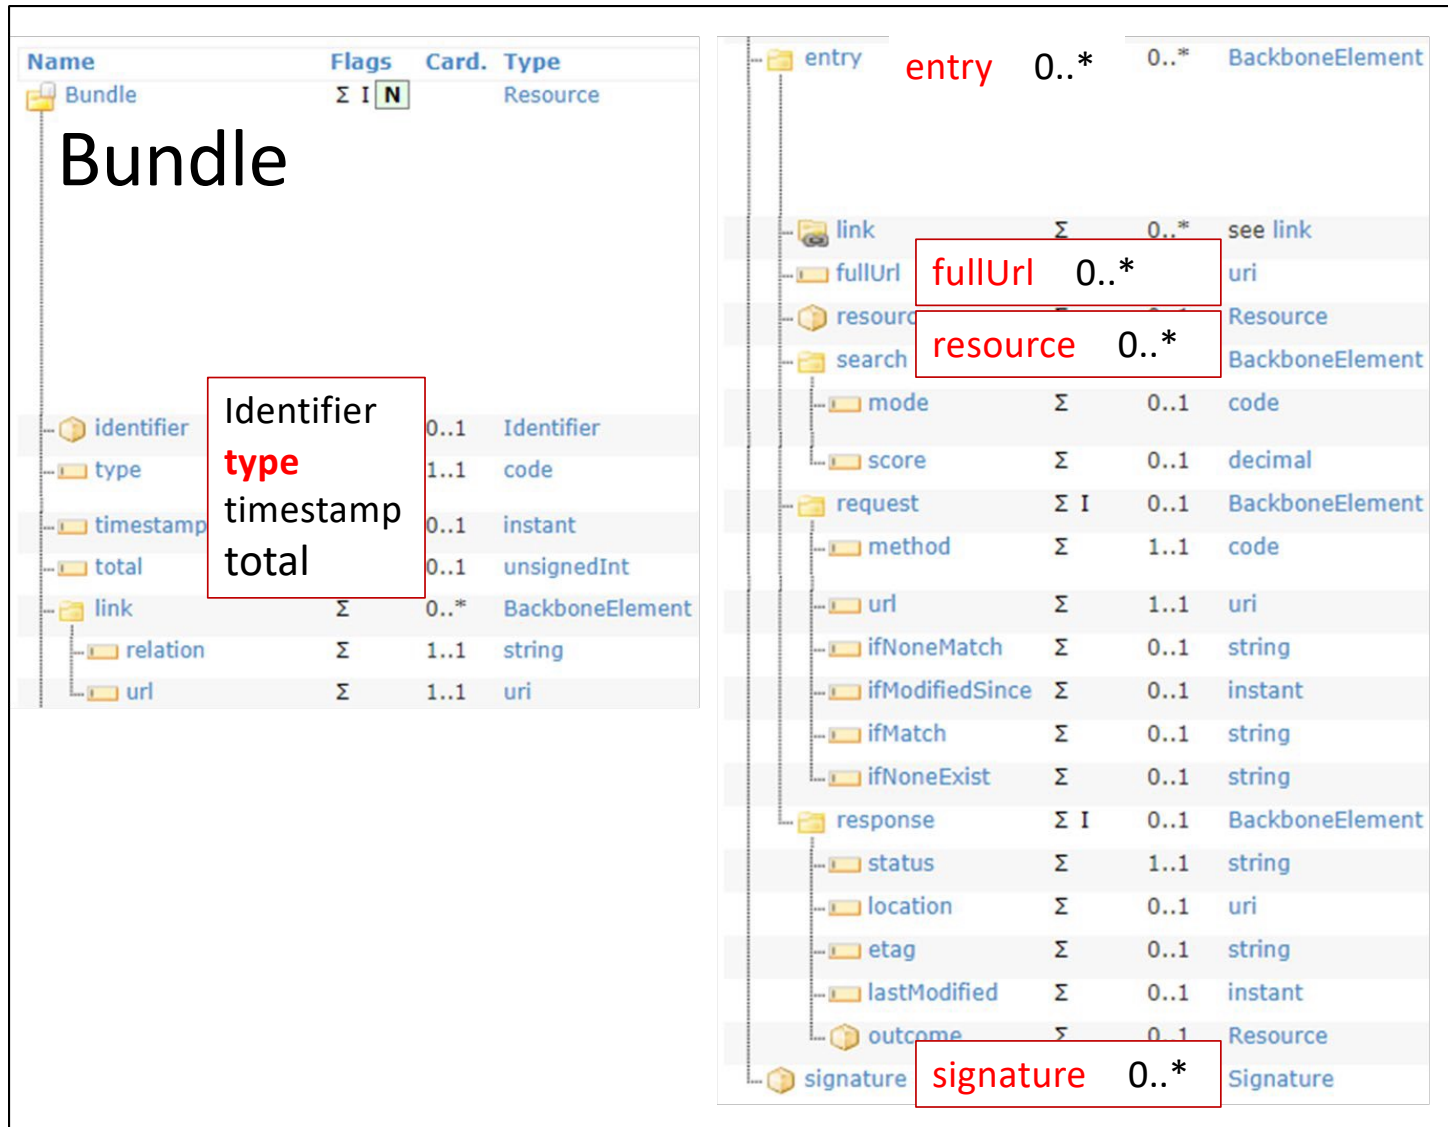 Name Flags Card. Type
Bundle Σ I N Resource
Bundle
Identifier
identifier 0..1 Identifier
type
type 1..1 code
timestamp
timestamp 0..1 instant
total
total 0..1 unsignedInt
link Σ 0..* BackboneElement
relation Σ 1..1 string
url Σ 1..1 uri
entry entry 0..* 0..* BackboneElement
link Σ 0..* see link
fullUrl fullUrl 0..* uri
Resource
resource 0..*
search BackboneElement
mode Σ 0..1 code
score Σ 0..1 decimal
request Σ I 0..1 BackboneElement
method Σ 1..1 code
url Σ 1..1 uri
ifNoneMatch Σ 0..1 string
ifModifiedSince Σ 0..1 instant
ifMatch Σ 0..1 string
ifNoneExist Σ 0..1 string
response Σ I 0..1 BackboneElement
status Σ 1..1 string
location Σ 0..1 uri
etag Σ 0..1 string
lastModified Σ 0..1 instant
outcome Σ 0..1 Resource
signature signature 0..* Signature